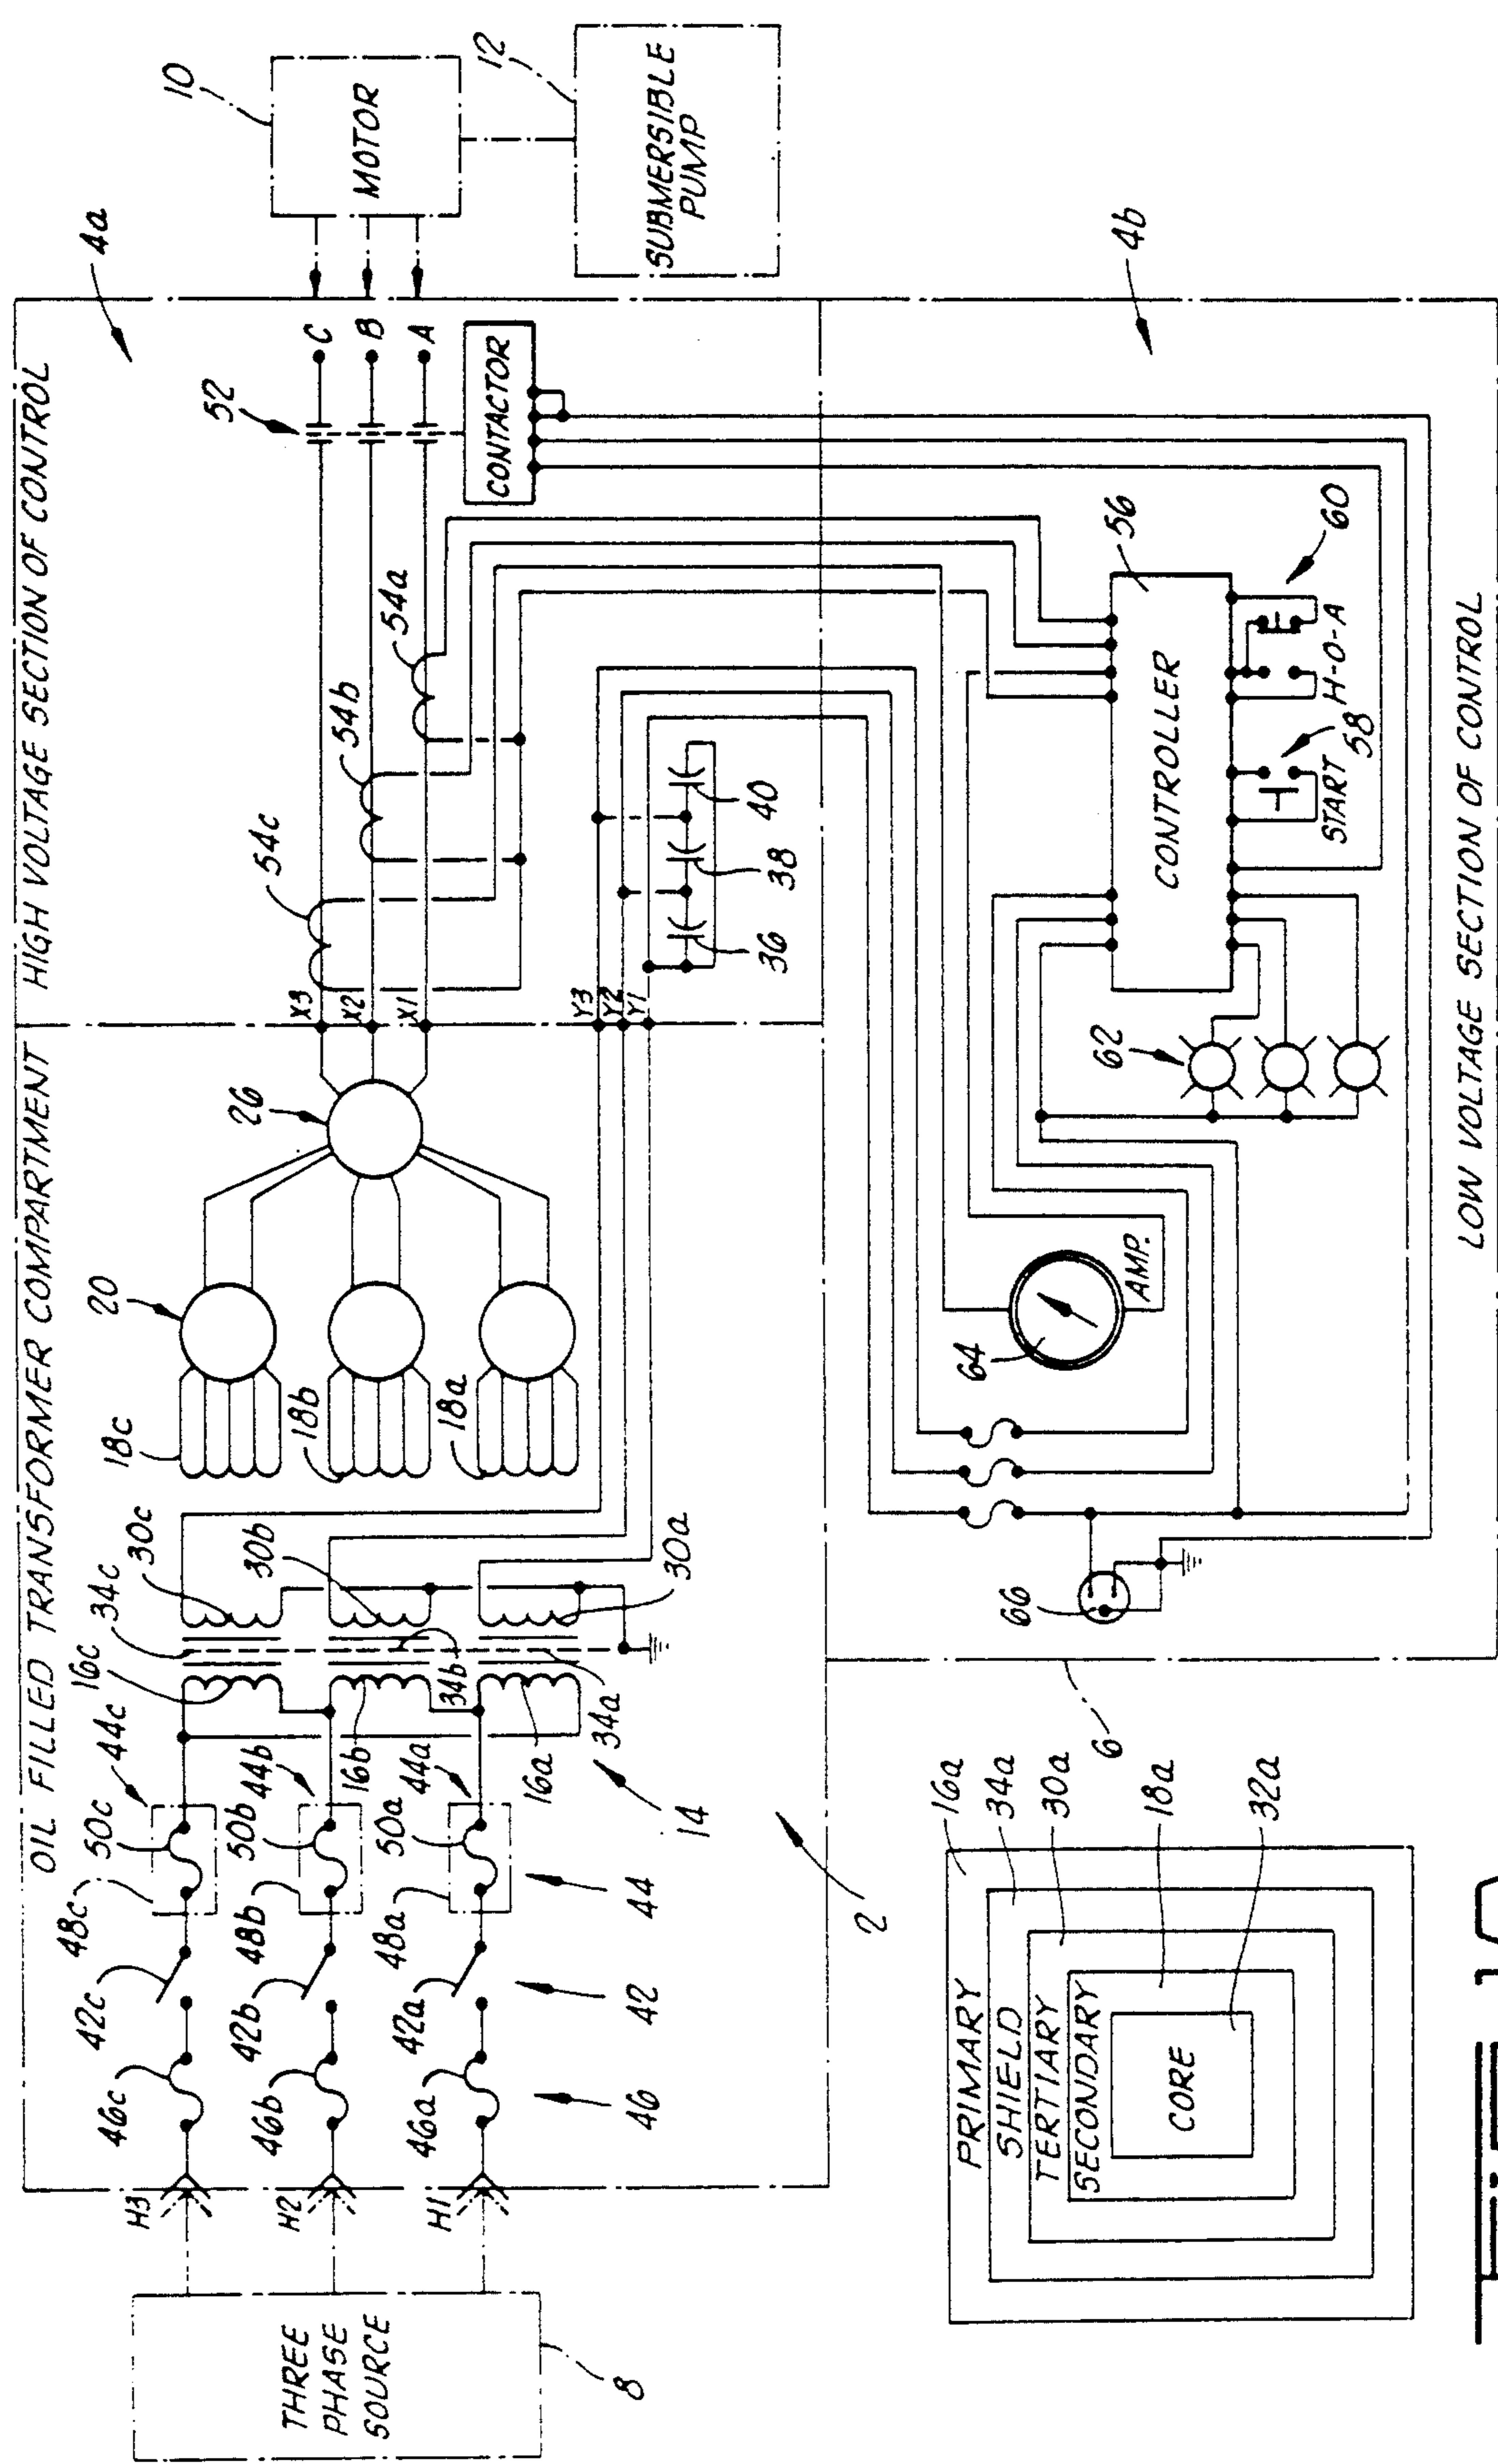 OIL FILLED TRANSFORMER COMPARTMENT
HIGH VOLTAGE SECTION OF CONTROL
4a
10
MOTOR
12
SUBMERSIBLE
PUMP
THREE
PHASE
SOURCE
8
H3
H2
H1
46c
46b
46a
46
42c
42b
42a
42
48c
48b
48a
50c
50b
50a
44c
44b
44a
44
16c
16b
16a
34c
34b
34a
30c
30b
30a
14
2
18c
18b
18a
20
26
X3
X2
X1
Y3
Y2
Y1
54c
54b
54a
36
38
40
52
C
B
A
CONTACTOR
4b
6
66
64
AMP.
62
CONTROLLER
56
START
58
H-O-A
60
LOW VOLTAGE SECTION OF CONTROL
PRIMARY
SHIELD
TERTIARY
SECONDARY
CORE
16a
34a
30a
18a
32a